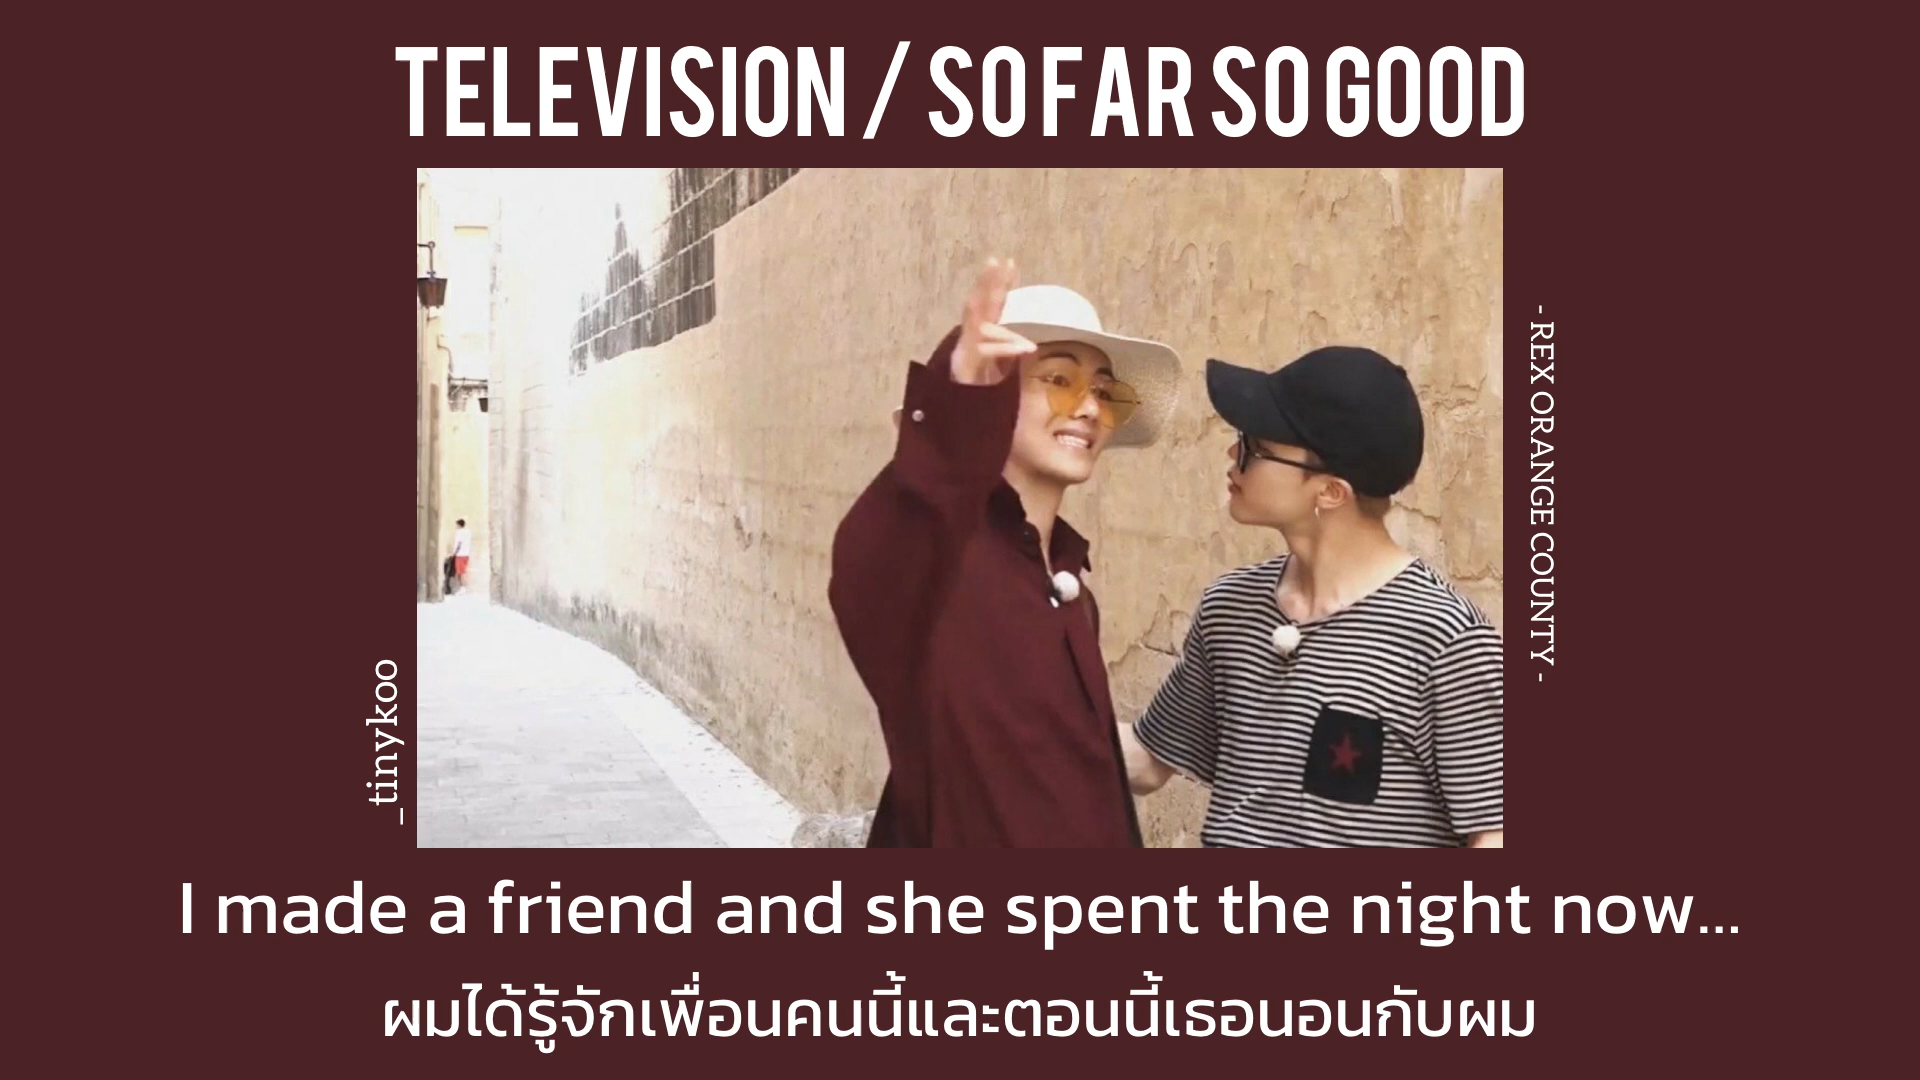 TELEVISION / SO FAR SO GOOD
- REX ORANGE COUNTY -
_tinykoo
I made a friend and she spent the night now...
ผมได้รู้จักเพื่อนคนนี้และตอนนี้เธอนอนกับผม